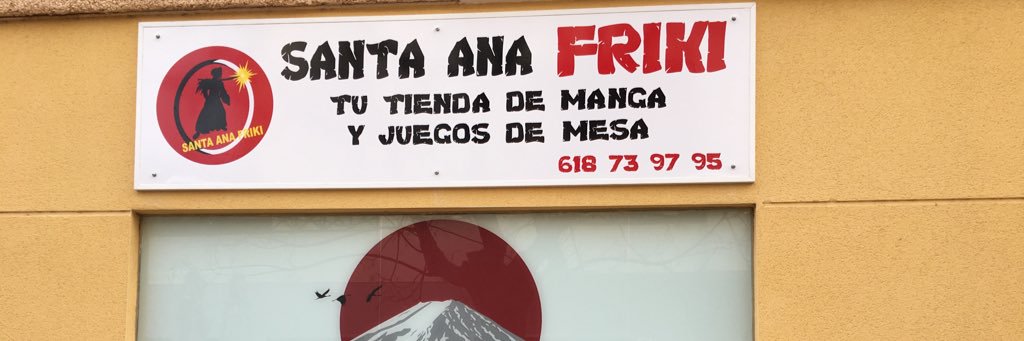 SANTA ANA FRIKI
TU TIENDA DE MANGA
Y JUEGOS DE MESA
618 73 97 95
SANTA ANA FRIKI